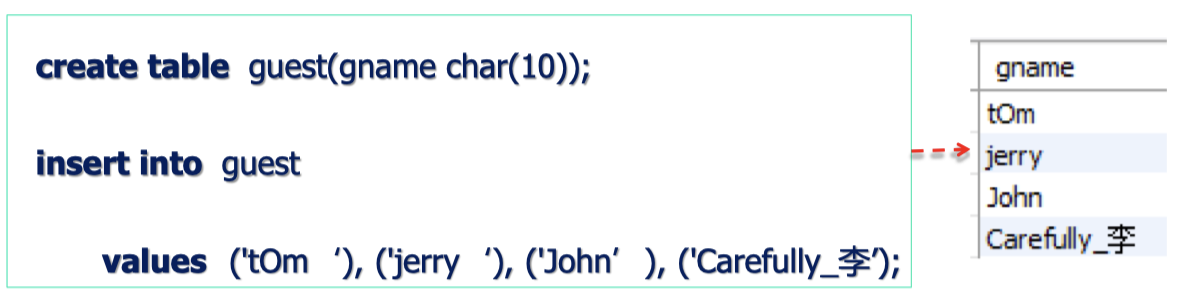 create table guest(gname char(10));
insert into guest
values ('tOm ‘), ('jerry ‘), ('John’ ), ('Carefully_李’);
gname
tOm
jerry
John
Carefully_李